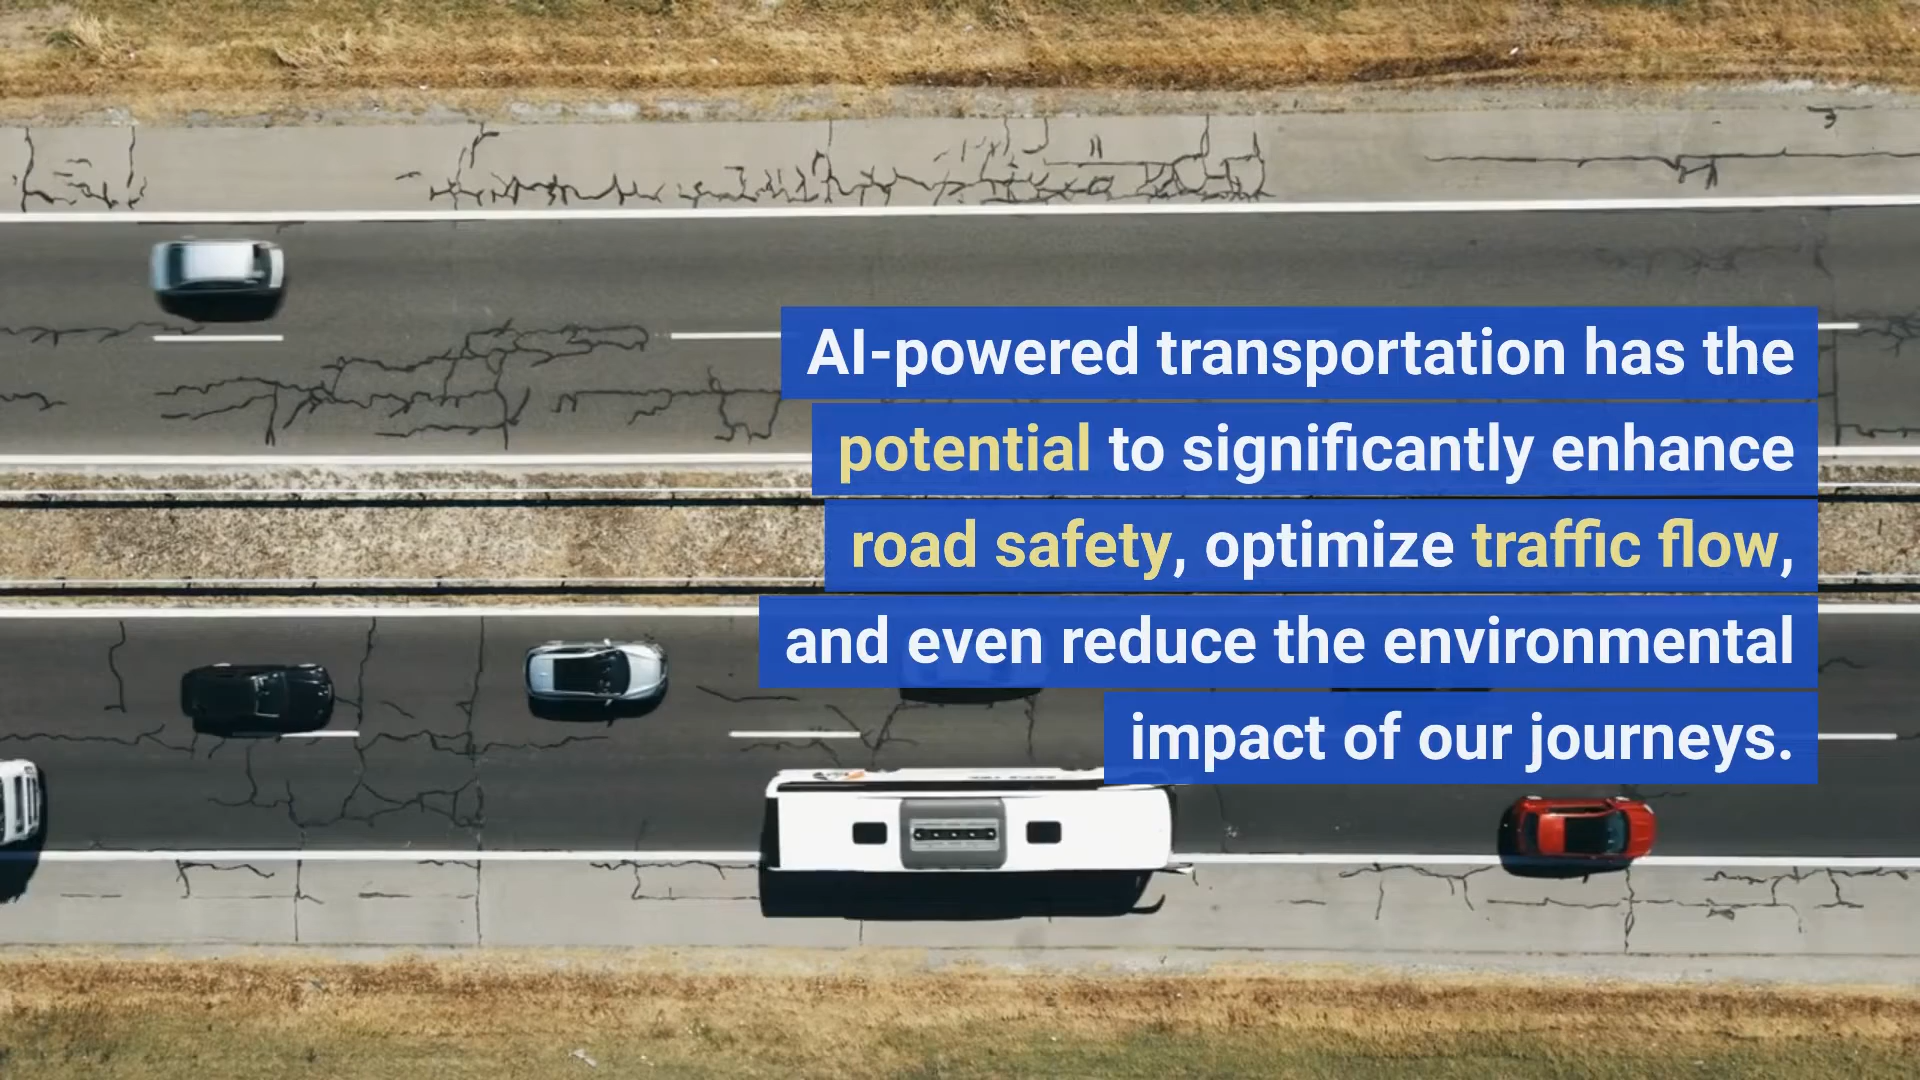 AI-powered transportation has the
potential to significantly enhance
road safety, optimize traffic flow,
and even reduce the environmental
impact of our journeys.